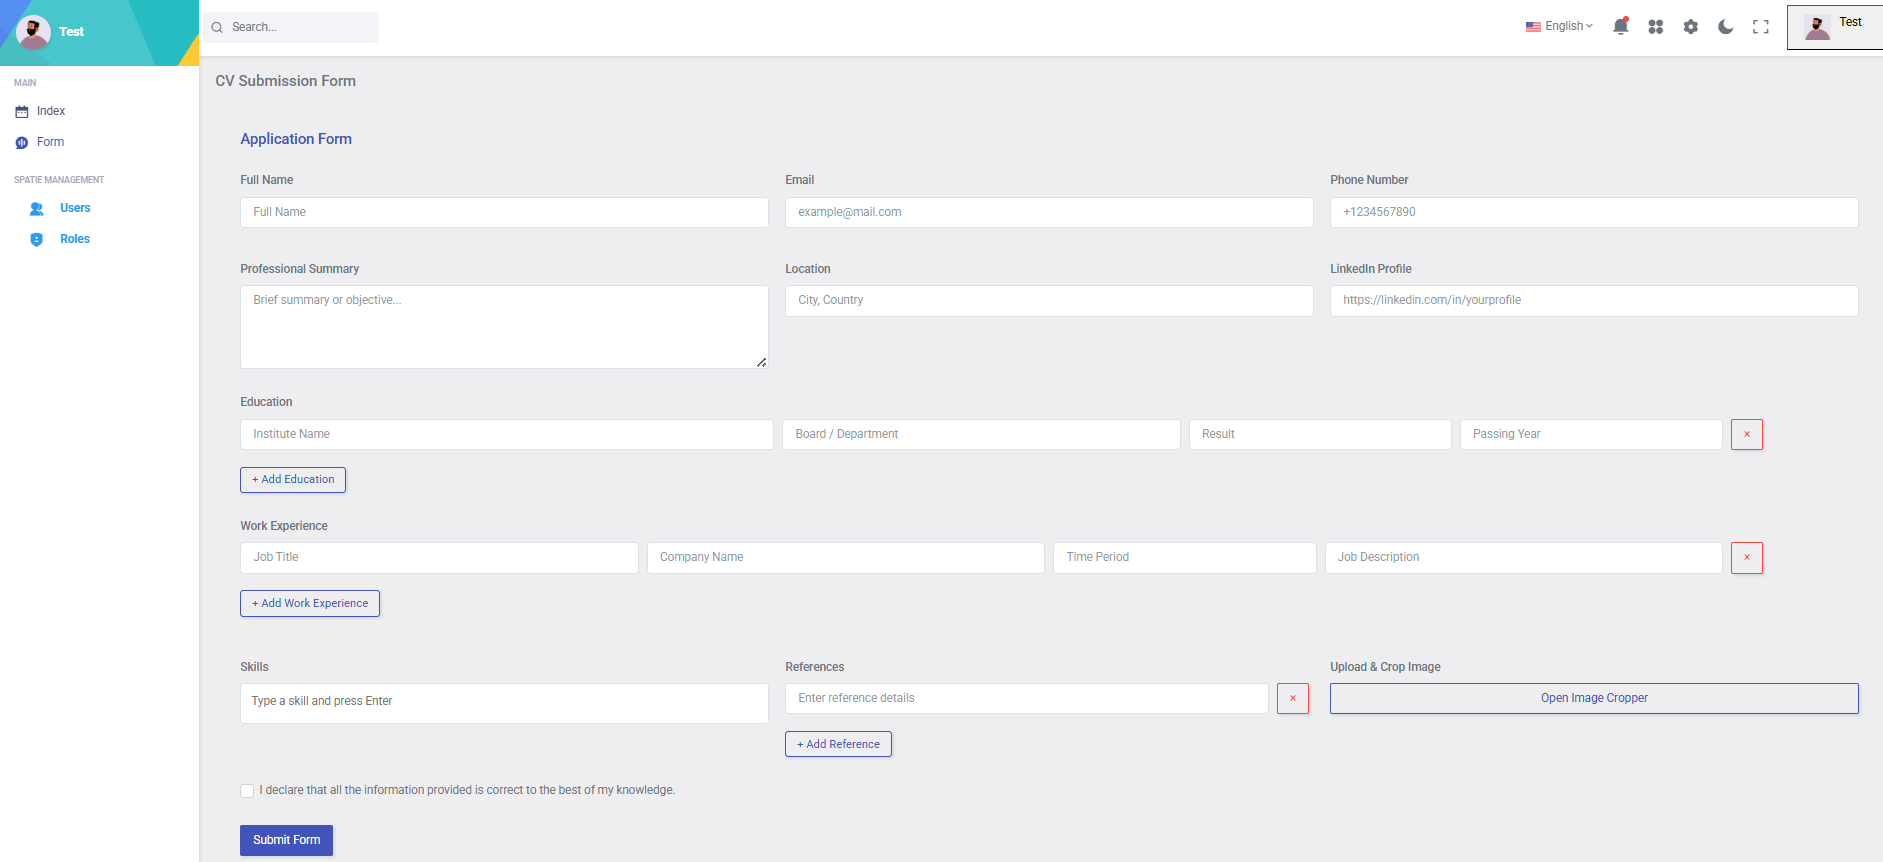 Test
Search...
English
Test
MAIN
Index
Form
SPATIE MANAGEMENT
Users
Roles
CV Submission Form
Application Form
Full Name Email Phone Number
Full Name example@mail.com +1234567890
Professional Summary Location LinkedIn Profile
Brief summary or objective... City, Country https://linkedin.com/in/yourprofile
Education
Institute Name Board / Department Result Passing Year ×
+ Add Education
Work Experience
Job Title Company Name Time Period Job Description ×
+ Add Work Experience
Skills References Upload & Crop Image
Type a skill and press Enter Enter reference details × Open Image Cropper
+ Add Reference
I declare that all the information provided is correct to the best of my knowledge.
Submit Form